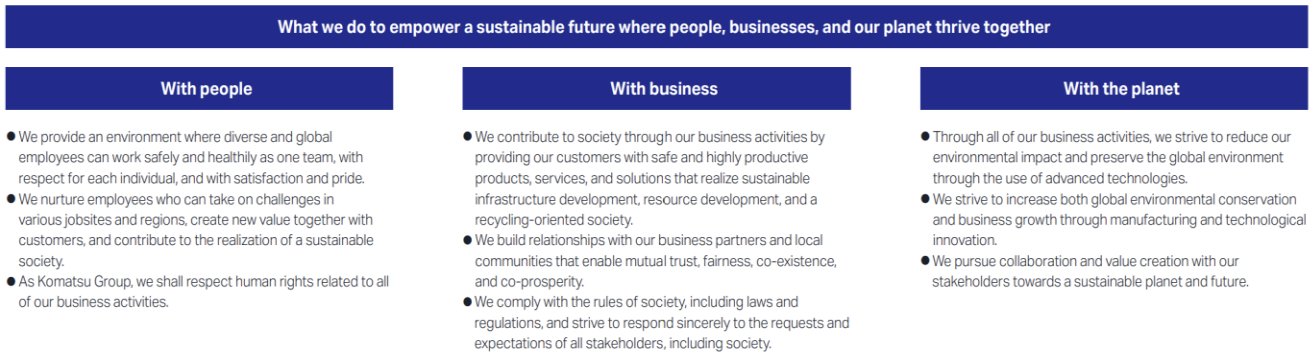 What we do to empower a sustainable future where people, businesses, and our planet thrive together
With people
● We provide an environment where diverse and global
employees can work safely and healthily as one team, with
respect for each individual, and with satisfaction and pride.
● We nurture employees who can take on challenges in
various jobsites and regions, create new value together with
customers, and contribute to the realization of a sustainable
society.
● As Komatsu Group, we shall respect human rights related to all
of our business activities.
With business
● We contribute to society through our business activities by
providing our customers with safe and highly productive
products, services, and solutions that realize sustainable
infrastructure development, resource development, and a
recycling-oriented society.
● We build relationships with our business partners and local
communities that enable mutual trust, fairness, co-existence,
and co-prosperity.
● We comply with the rules of society, including laws and
regulations, and strive to respond sincerely to the requests and
expectations of all stakeholders, including society.
With the planet
● Through all of our business activities, we strive to reduce our
environmental impact and preserve the global environment
through the use of advanced technologies.
● We strive to increase both global environmental conservation
and business growth through manufacturing and technological
innovation.
● We pursue collaboration and value creation with our
stakeholders towards a sustainable planet and future.